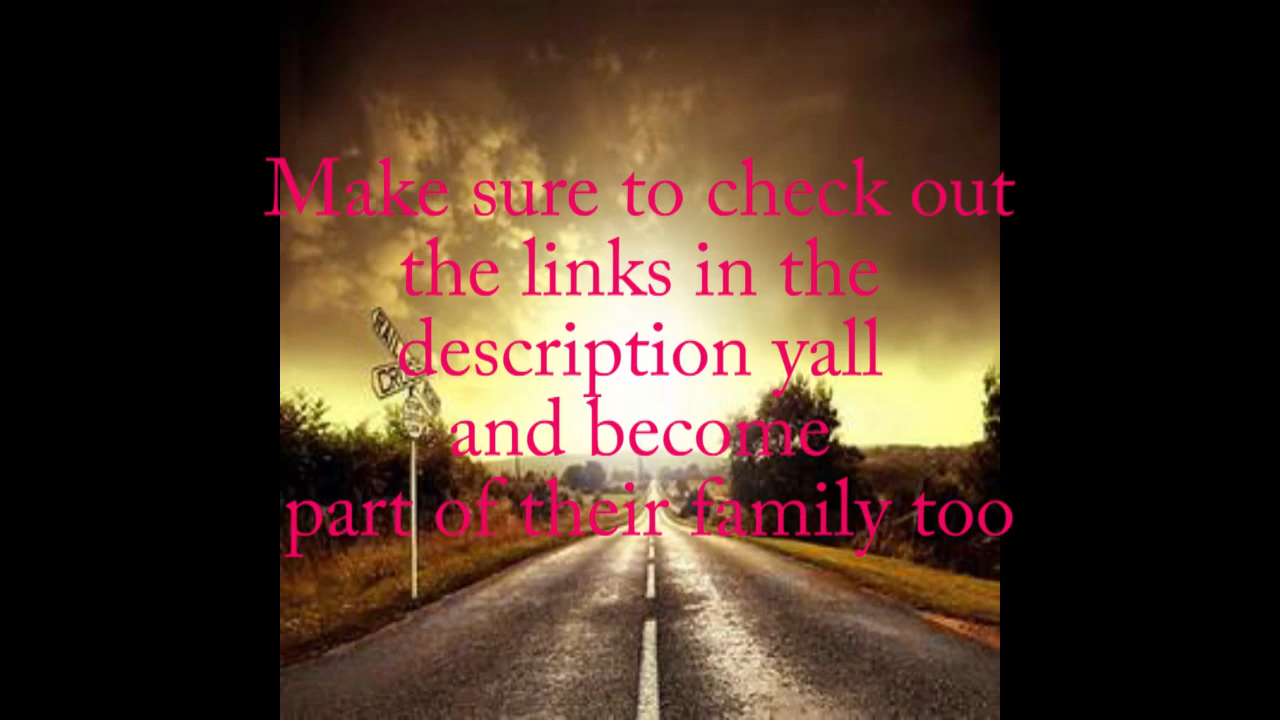 Make sure to check out
the links in the
description yall
and become
part of their family too